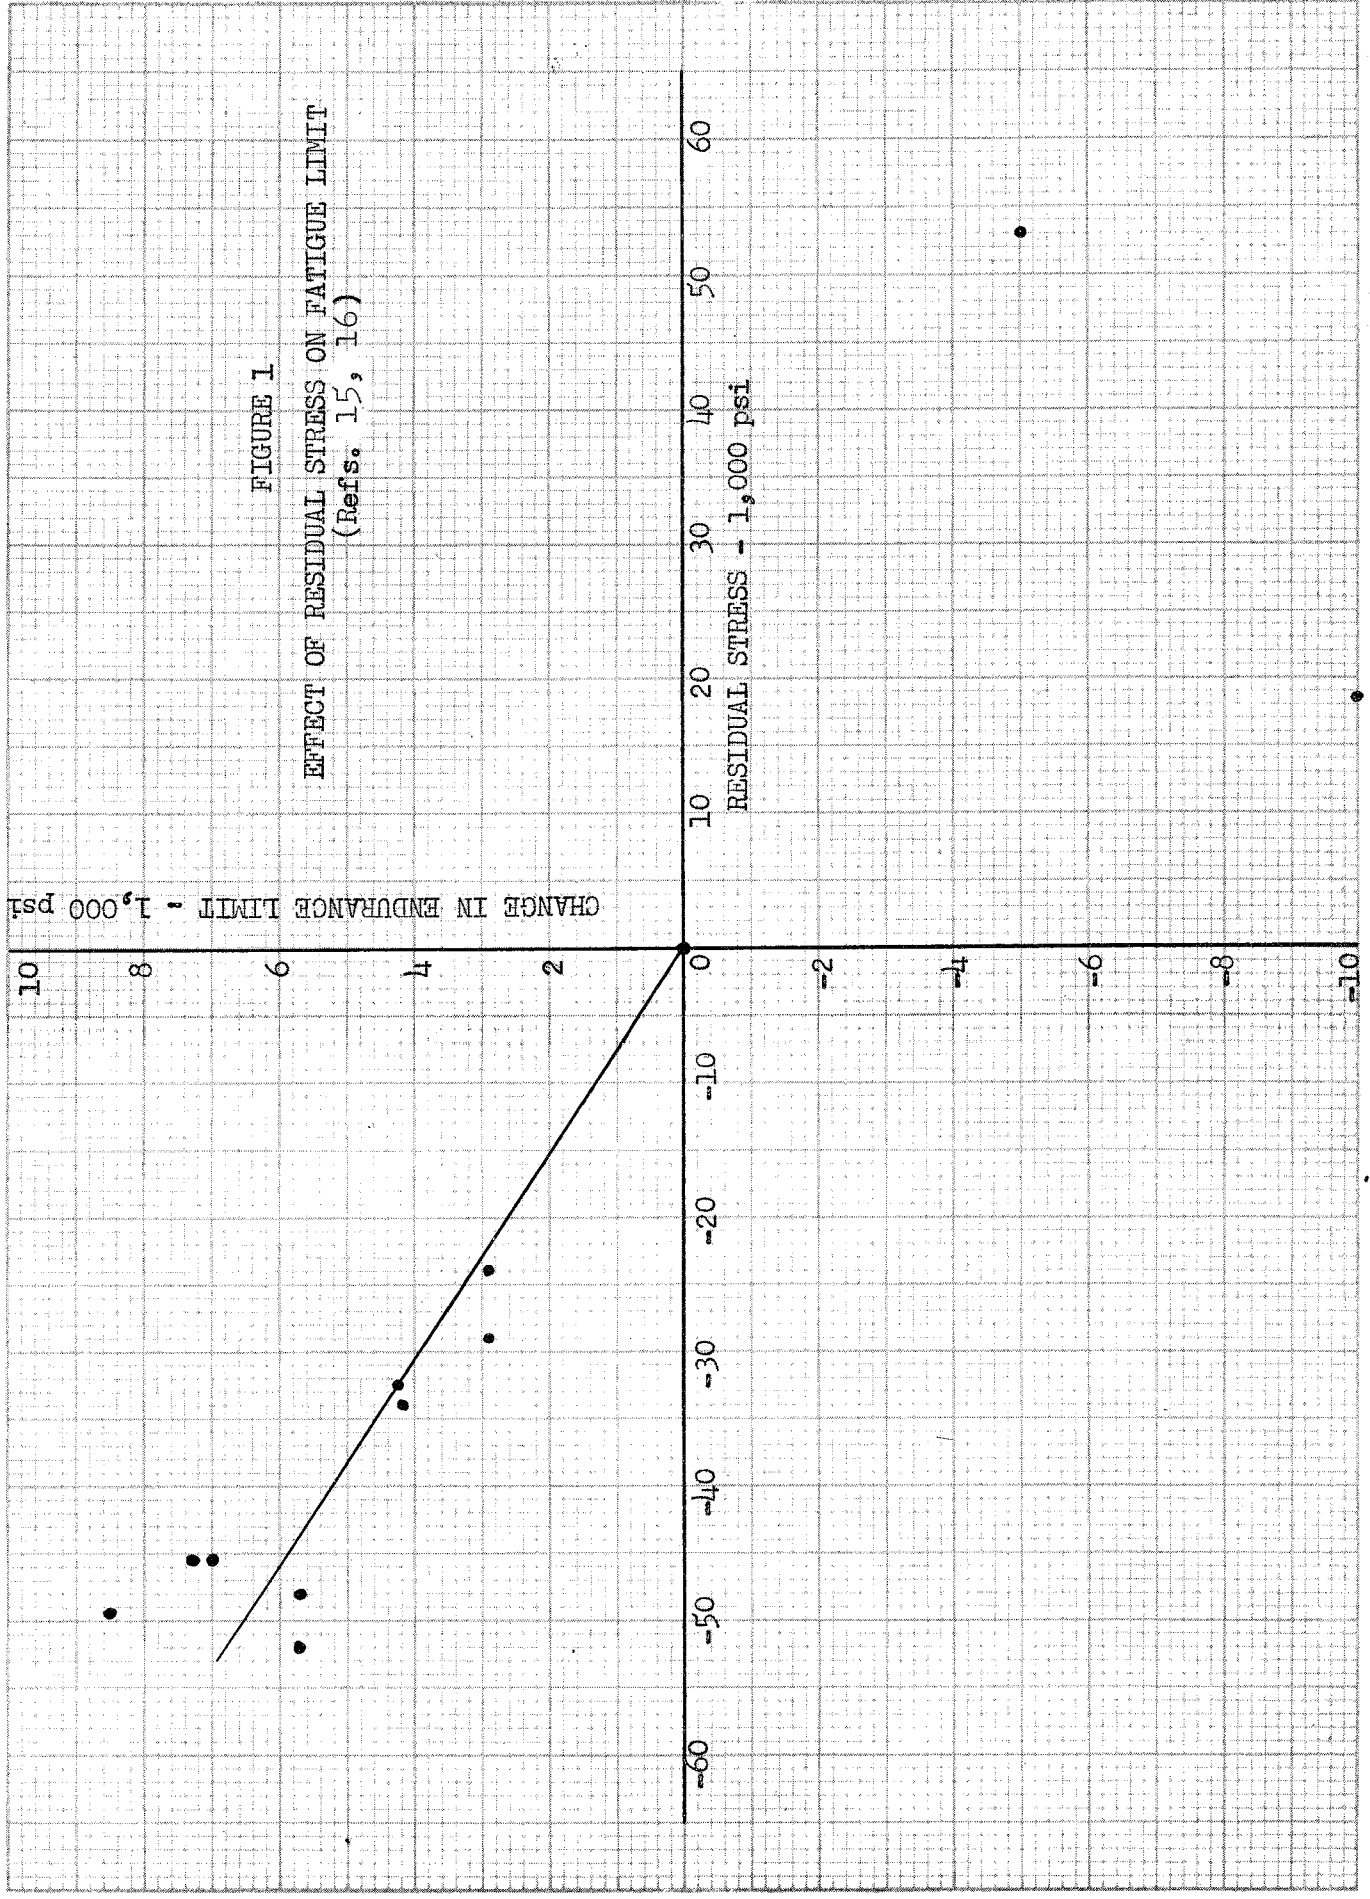 FIGURE 1
EFFECT OF RESIDUAL STRESS ON FATIGUE LIMIT
(Refs. 15, 16)
CHANGE IN ENDURANCE LIMIT - 1,000 psi
10
8
6
4
2
0
-2
-4
-6
-8
-10
-60 -50 -40 -30 -20 -10 10 20 30 40 50 60
RESIDUAL STRESS - 1,000 psi